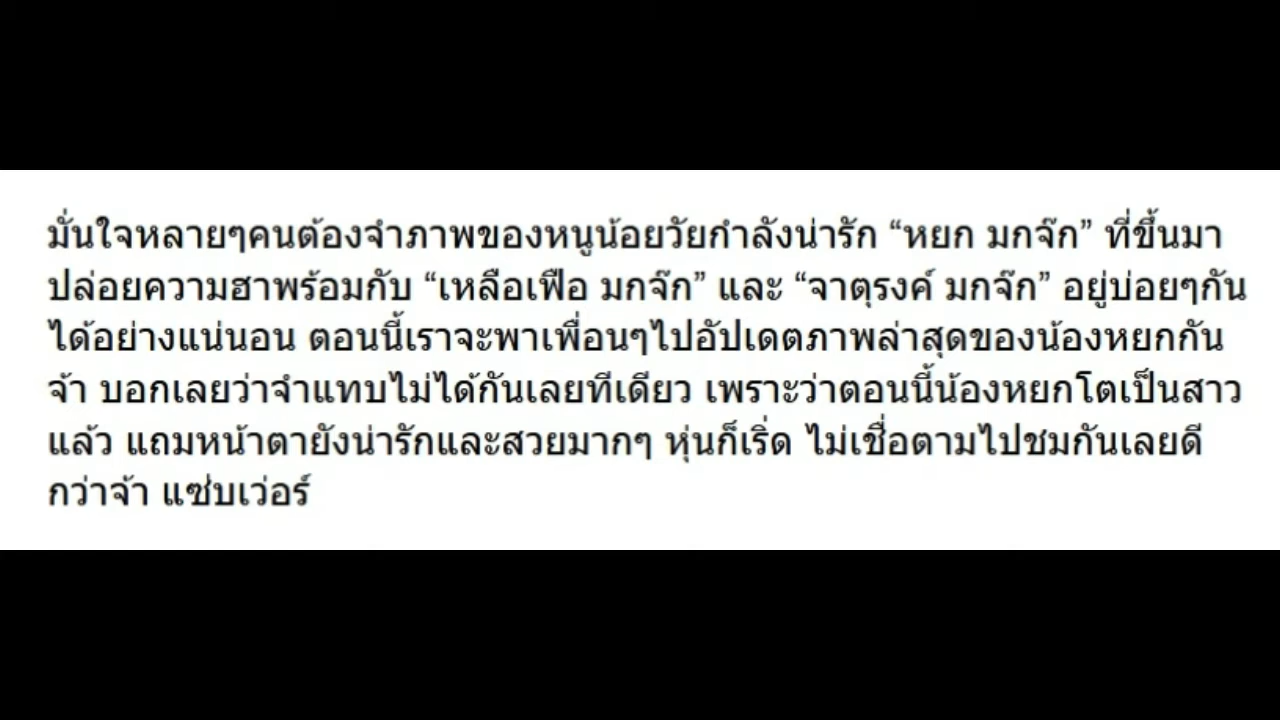 มั่นใจหลายๆคนต้องจำภาพของหนูน้อยวัยกำลังน่ารัก “หยก มกจ๊ก” ที่ขึ้นมา
ปล่อยความฮาพร้อมกับ “เหลือเฟือ มกจ๊ก” และ “จาตุรงค์ มกจ๊ก” อยู่บ่อยๆกัน
ได้อย่างแน่นอน ตอนนี้เราจะพาเพื่อนๆไปอัปเดตภาพล่าสุดของน้องหยกกัน
จ้า บอกเลยว่าจำแทบไม่ได้กันเลยทีเดียว เพราะว่าตอนนี้น้องหยกโตเป็นสาว
แล้ว แถมหน้าตายังน่ารักและสวยมากๆ หุ่นก็เริ่ด ไม่เชื่อตามไปชมกันเลยดี
กว่าจ้า แซ่บเว่อร์